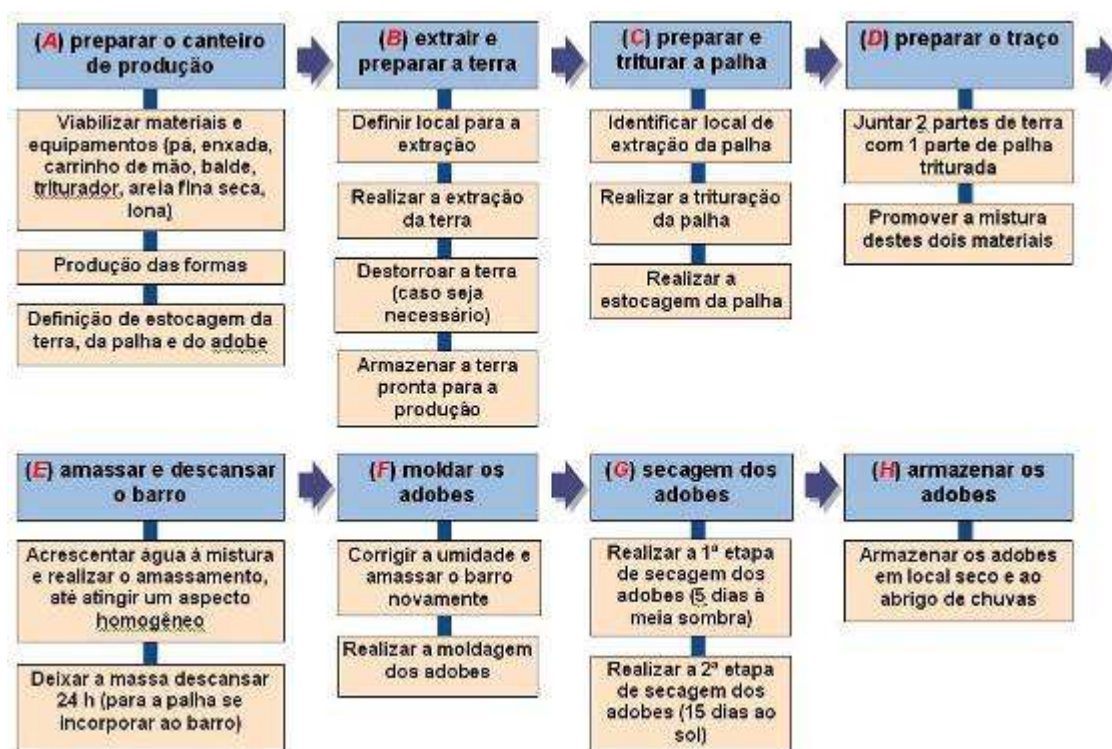 (A) preparar o canteiro
de produção
Viabilizar materiais e
equipamentos (pá, enxada,
carrinho de mão, balde,
triturador, areia fina seca,
lona)
Produção das formas
Definição de estocagem da
terra, da palha e do adobe
(B) extrair e
preparar a terra
Definir local para a
extração
Realizar a extração
da terra
Destorroar a terra
(caso seja
necessário)
Armazenar a terra
pronta para a
produção
(C) preparar e
triturar a palha
Identificar local de
extração da palha
Realizar a trituração
da palha
Realizar a
estocagem da palha
(D) preparar o traço
Juntar 2 partes de terra
com 1 parte de palha
triturada
Promover a mistura
destes dois materiais
(E) amassar e descansar
o barro
Acrescentar água à mistura
e realizar o amassamento,
até atingir um aspecto
homogêneo
Deixar a massa descansar
24 h (para a palha se
incorporar ao barro)
(F) moldar os
adobes
Corrigir a umidade e
amassar o barro
novamente
Realizar a moldagem
dos adobes
(G) secagem dos
adobes
Realizar a 1ª etapa
de secagem dos
adobes (5 dias à
meia sombra)
Realizar a 2ª etapa
de secagem dos
adobes (15 dias ao
sol)
(H) armazenar os
adobes
Armazenar os adobes
em local seco e ao
abrigo de chuvas